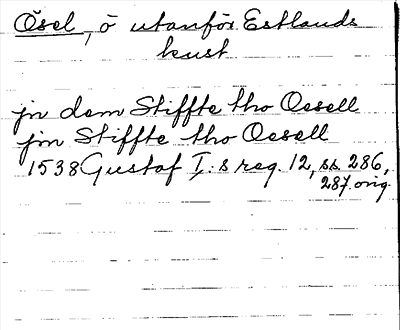 Ösel, ö utanför Estlands
kust
jn dem Stiffte tho Oesell
jm Stiffte tho Oesell
1538 Gustaf I:s reg. 12, ss. 286,
287. orig.